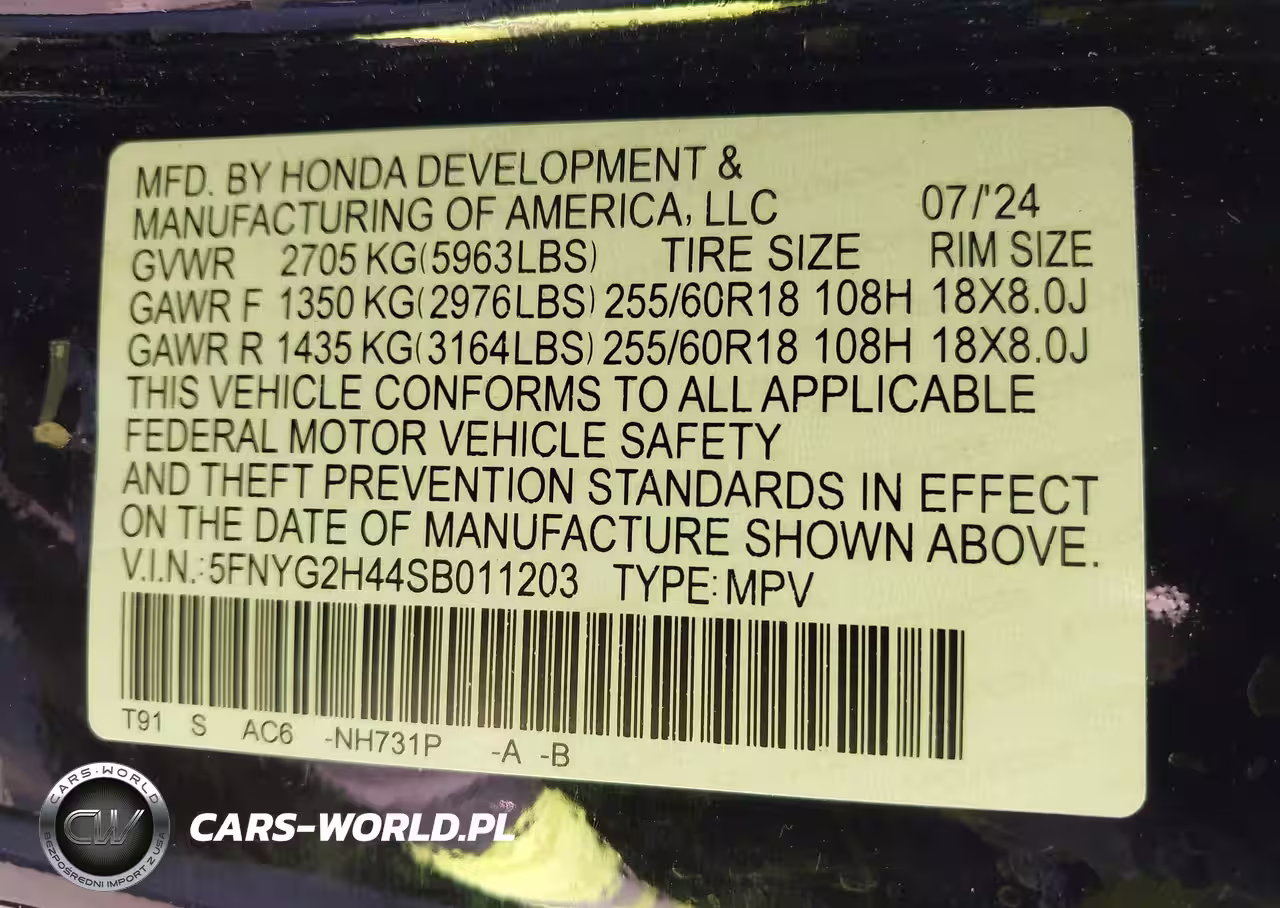 MFD. BY HONDA DEVELOPMENT &
MANUFACTURING OF AMERICA, LLC 07/'24
GVWR 2705 KG(5963LBS) TIRE SIZE RIM SIZE
GAWR F 1350 KG(2976LBS) 255/60R18 108H 18X8.0J
GAWR R 1435 KG(3164LBS) 255/60R18 108H 18X8.0J
THIS VEHICLE CONFORMS TO ALL APPLICABLE
FEDERAL MOTOR VEHICLE SAFETY
AND THEFT PREVENTION STANDARDS IN EFFECT
ON THE DATE OF MANUFACTURE SHOWN ABOVE.
V.I.N.:5FNYG2H44SB011203 TYPE:MPV
T91 S AC6 -NH731P -A -B
CARS-WORLD
CW
BEZPOŚREDNI IMPORT Z USA
CARS-WORLD.PL